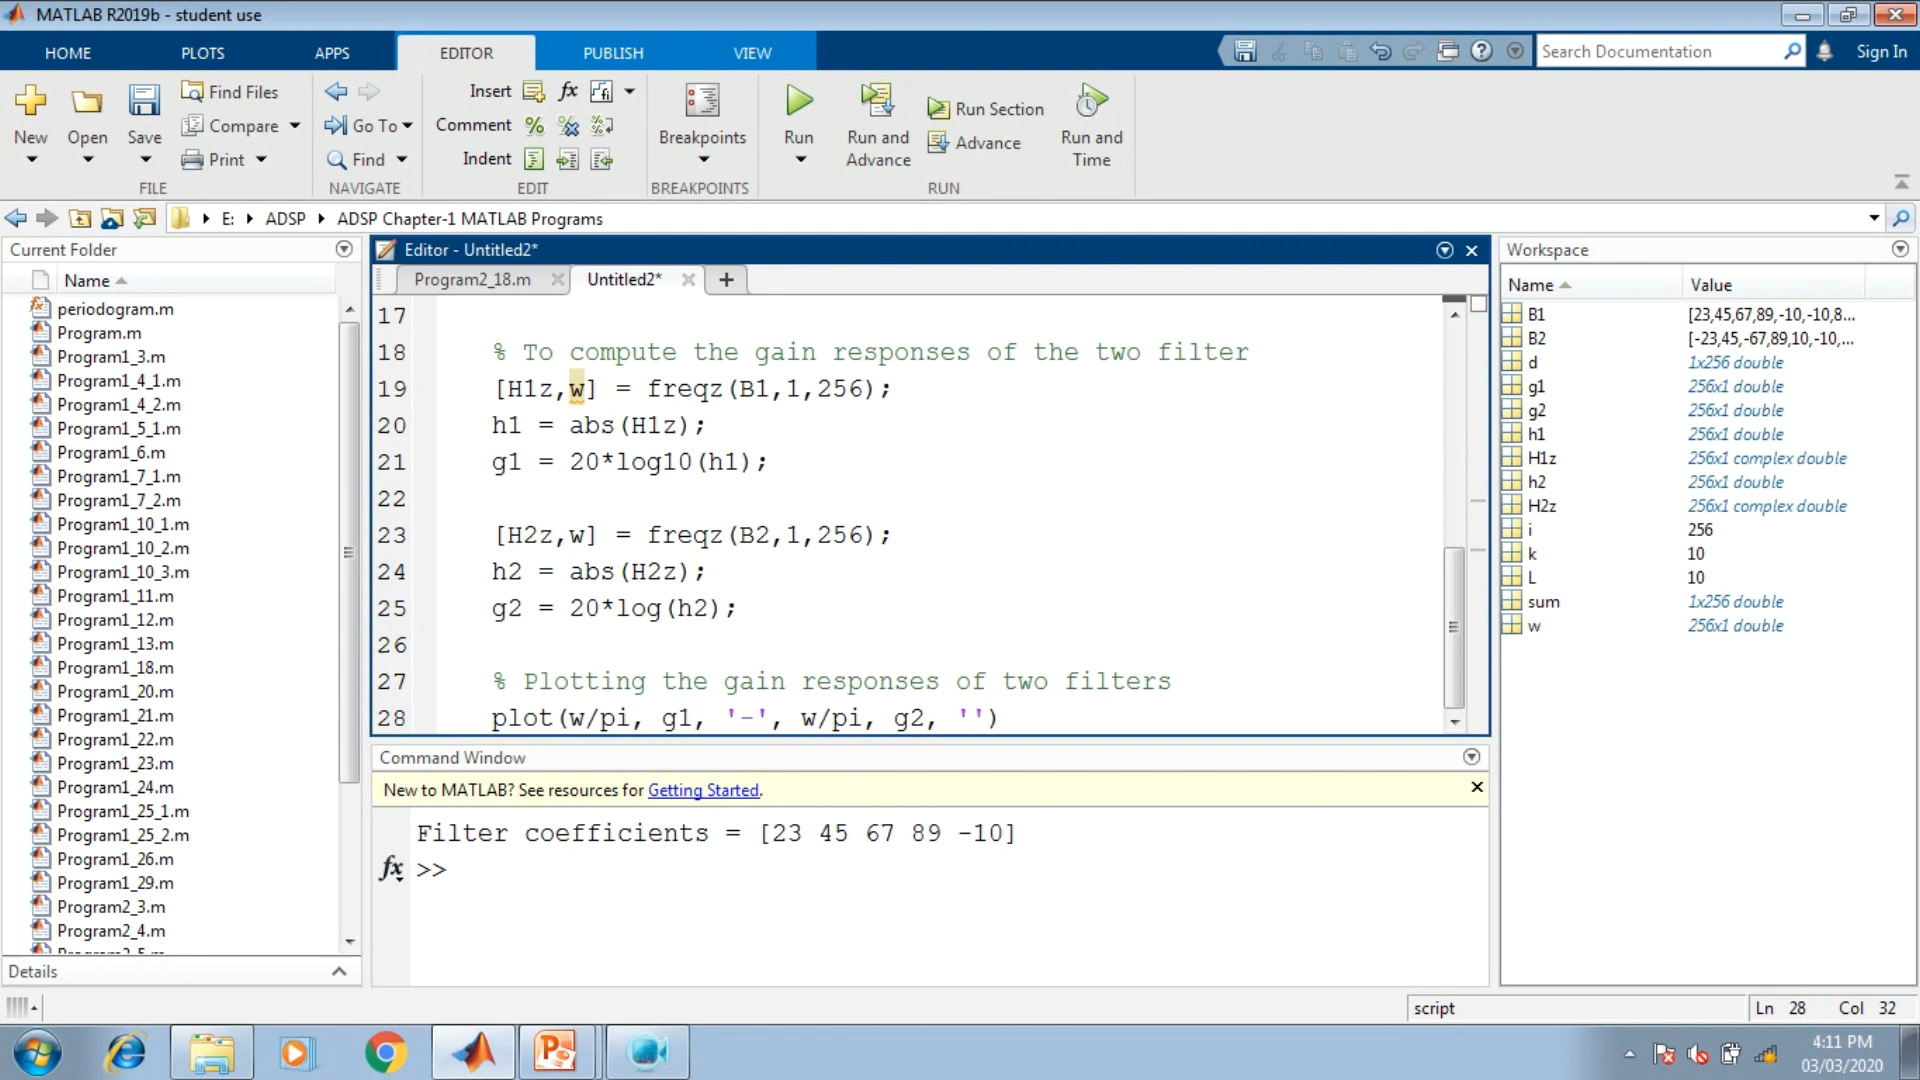 MATLAB R2019b - student use
HOME PLOTS APPS EDITOR PUBLISH VIEW Search Documentation Sign In
New Open Save Find Files Compare Print Go To Find Insert Comment Indent Breakpoints Run Run and Advance Run Section Advance Run and Time
FILE NAVIGATE EDIT BREAKPOINTS RUN
E: ADSP ADSP Chapter-1 MATLAB Programs
Current Folder
Name
periodogram.m
Program.m
Program1_3.m
Program1_4_1.m
Program1_4_2.m
Program1_5_1.m
Program1_6.m
Program1_7_1.m
Program1_7_2.m
Program1_10_1.m
Program1_10_2.m
Program1_10_3.m
Program1_11.m
Program1_12.m
Program1_13.m
Program1_18.m
Program1_20.m
Program1_21.m
Program1_22.m
Program1_23.m
Program1_24.m
Program1_25_1.m
Program1_25_2.m
Program1_26.m
Program1_29.m
Program2_3.m
Program2_4.m
Details
Editor - Untitled2*
Program2_18.m Untitled2* +
17
18 % To compute the gain responses of the two filter
19 [H1z,w] = freqz(B1,1,256);
20 h1 = abs(H1z);
21 g1 = 20*log10(h1);
22
23 [H2z,w] = freqz(B2,1,256);
24 h2 = abs(H2z);
25 g2 = 20*log(h2);
26
27 % Plotting the gain responses of two filters
28 plot(w/pi, g1, '-', w/pi, g2, '')
Command Window
New to MATLAB? See resources for Getting Started.
Filter coefficients = [23 45 67 89 -10]
fx >>
Workspace
Name Value
B1 [23,45,67,89,-10,-10,8...
B2 [-23,45,-67,89,10,-10,...
d 1x256 double
g1 256x1 double
g2 256x1 double
h1 256x1 double
H1z 256x1 complex double
h2 256x1 double
H2z 256x1 complex double
i 256
k 10
L 10
sum 1x256 double
w 256x1 double
script Ln 28 Col 32
4:11 PM
03/03/2020